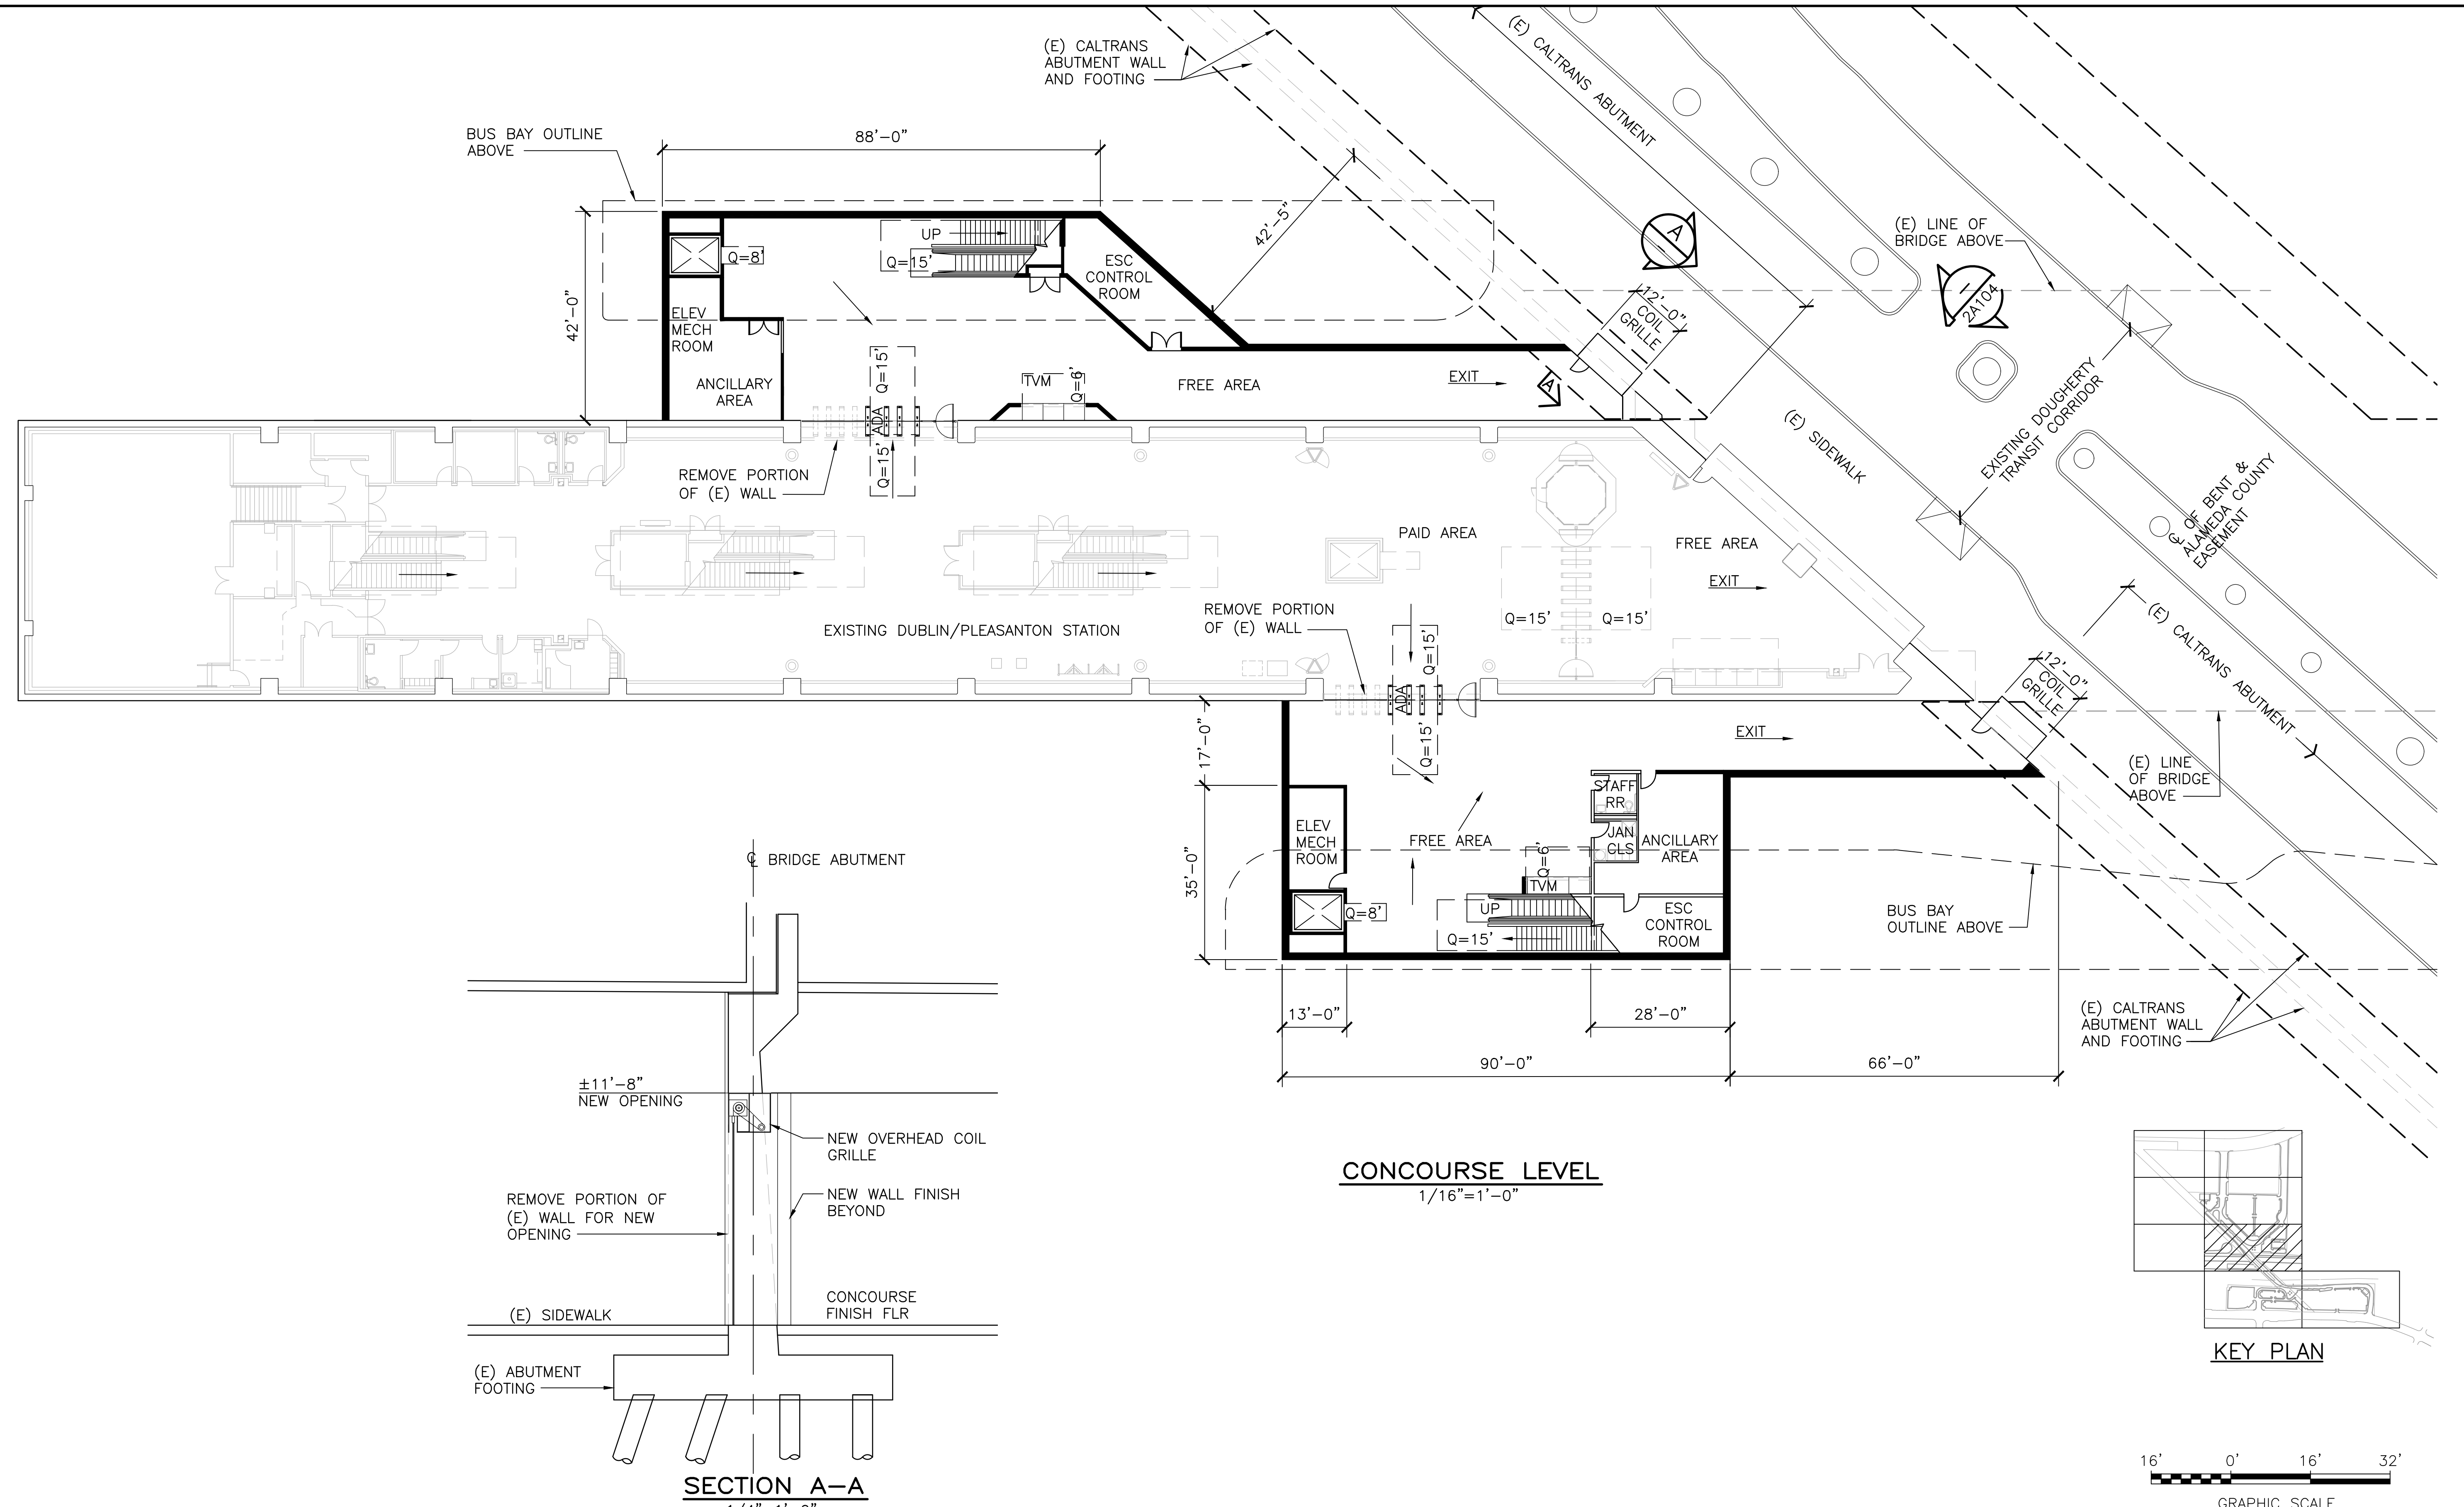 (E) CALTRANS
ABUTMENT WALL
AND FOOTING
(E) CALTRANS ABUTMENT
BUS BAY OUTLINE
ABOVE
88'-0"
42'-5"
(E) LINE OF
BRIDGE ABOVE
A
1
2A104
12'-0"
COIL
GRILLE
UP
Q=8'
Q=15'
ESC
CONTROL
ROOM
42'-0"
ELEV
MECH
ROOM
ANCILLARY
AREA
Q=15'
ADA
Q=15'
TVM
Q=6'
FREE AREA
EXIT
A
(E) SIDEWALK
EXISTING DOUGHERTY
TRANSIT CORRIDOR
℄ OF BENT &
ALAMEDA COUNTY
EASEMENT
REMOVE PORTION
OF (E) WALL
PAID AREA
FREE AREA
EXIT
Q=15'
Q=15'
EXISTING DUBLIN/PLEASANTON STATION
REMOVE PORTION
OF (E) WALL
Q=15'
ADA
Q=15'
(E) CALTRANS ABUTMENT
12'-0"
COIL
GRILLE
17'-0"
EXIT
(E) LINE
OF BRIDGE
ABOVE
STAFF
RR
JAN
CLS
ANCILLARY
AREA
ELEV
MECH
ROOM
FREE AREA
35'-0"
Q=6'
TVM
Q=8'
UP
Q=15'
ESC
CONTROL
ROOM
BUS BAY
OUTLINE ABOVE
(E) CALTRANS
ABUTMENT WALL
AND FOOTING
13'-0"
28'-0"
90'-0"
66'-0"
℄ BRIDGE ABUTMENT
±11'-8"
NEW OPENING
NEW OVERHEAD COIL
GRILLE
NEW WALL FINISH
BEYOND
REMOVE PORTION OF
(E) WALL FOR NEW
OPENING
(E) SIDEWALK
CONCOURSE
FINISH FLR
(E) ABUTMENT
FOOTING
SECTION A-A
CONCOURSE LEVEL
1/16"=1'-0"
KEY PLAN
16' 0' 16' 32'
GRAPHIC SCALE